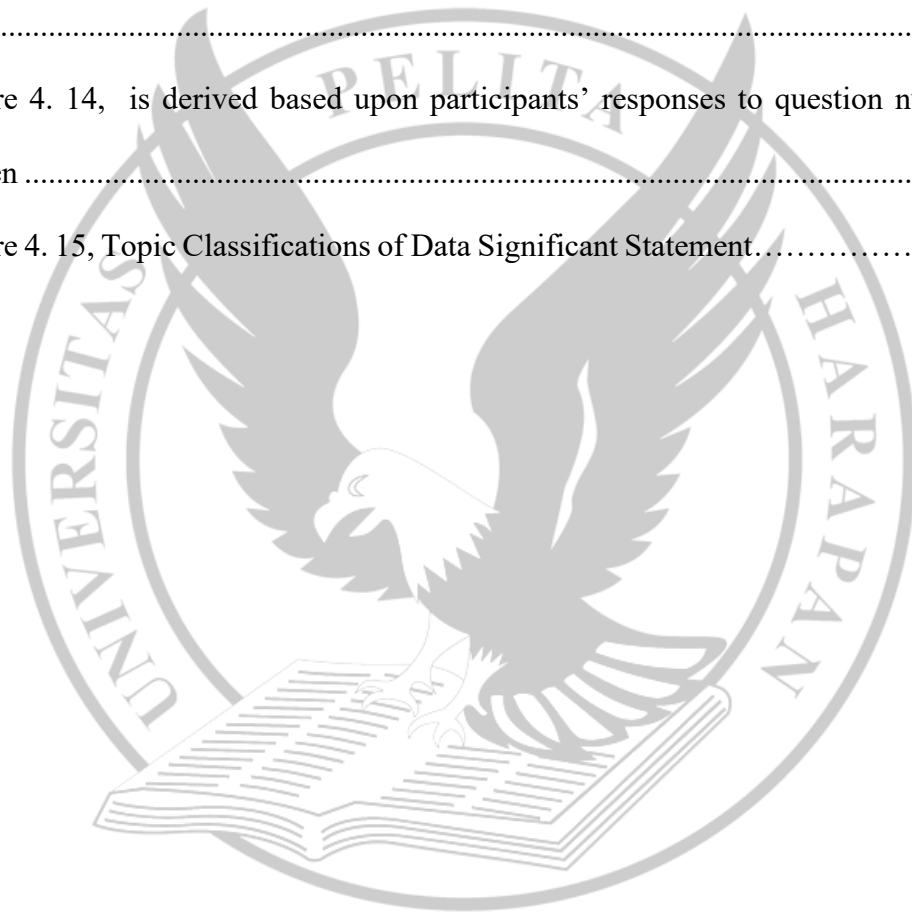 ....................................................................................................................
re 4. 14, is derived based upon participants’ responses to question n
en ................................................................................................................
re 4. 15, Topic Classifications of Data Significant Statement……………
UNIVERSITAS PELITA HARAPAN